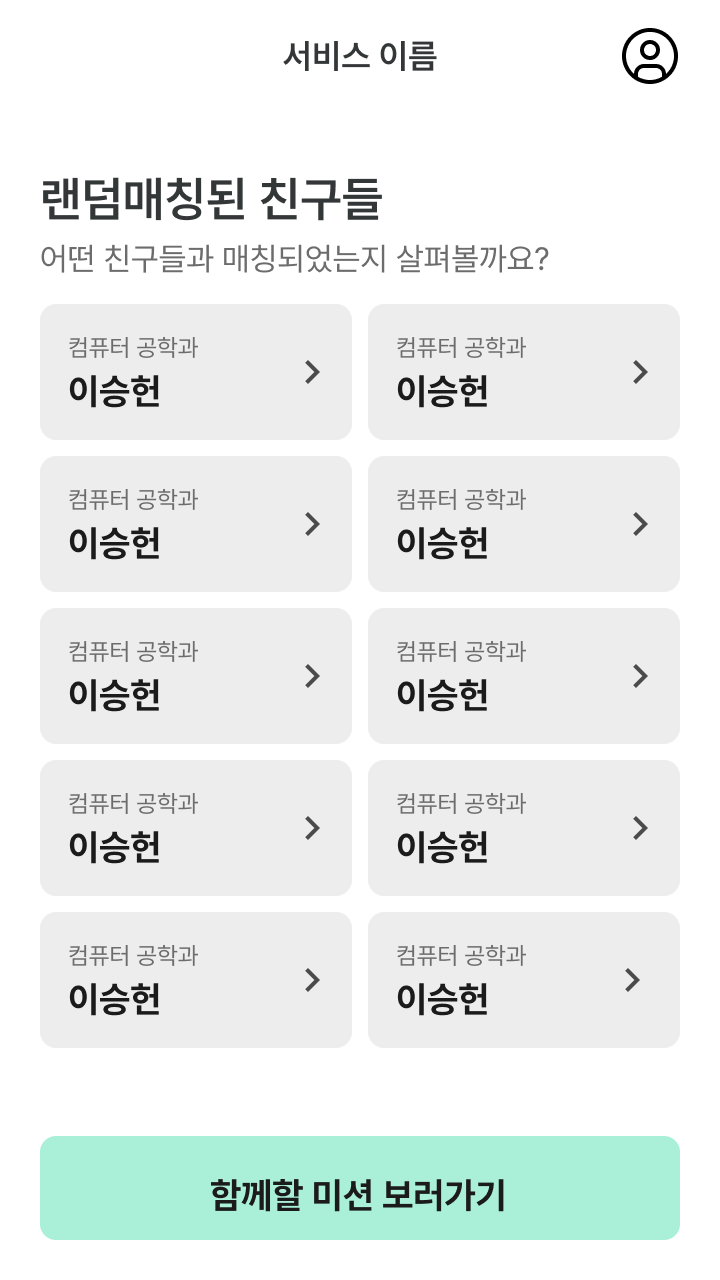 서비스 이름
랜덤매칭된 친구들
어떤 친구들과 매칭되었는지 살펴볼까요?
컴퓨터 공학과
이승헌
컴퓨터 공학과
이승헌
컴퓨터 공학과
이승헌
컴퓨터 공학과
이승헌
컴퓨터 공학과
이승헌
컴퓨터 공학과
이승헌
컴퓨터 공학과
이승헌
컴퓨터 공학과
이승헌
컴퓨터 공학과
이승헌
컴퓨터 공학과
이승헌
함께할 미션 보러가기